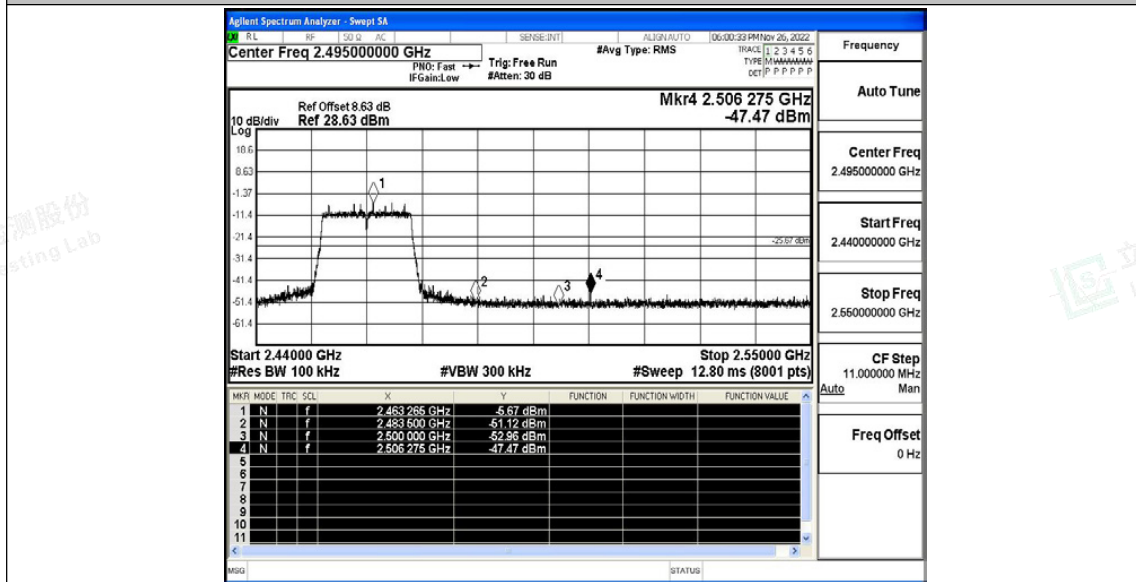 Agilent Spectrum Analyzer - Swept SA
RL RF 50 Ω AC SENSE:INT ALIGNAUTO 06:00:33 PM Nov 26, 2022
Center Freq 2.495000000 GHz #Avg Type: RMS TRACE 1 2 3 4 5 6
PNO: Fast Trig: Free Run TYPE M WWWWW
IFGain:Low #Atten: 30 dB DET P P P P P P
Ref Offset 8.63 dB Mkr4 2.506 275 GHz
10 dB/div Ref 28.63 dBm -47.47 dBm
Log
18.6
8.63
-1.37
-11.4
-21.4
-25.67 dBm
-31.4
-41.4
-51.4
-61.4
1
2
3
4
Start 2.44000 GHz Stop 2.55000 GHz
#Res BW 100 kHz #VBW 300 kHz #Sweep 12.80 ms (8001 pts)
MKR MODE TRC SCL X Y FUNCTION FUNCTION WIDTH FUNCTION VALUE
1 N f 2.463 265 GHz -5.67 dBm
2 N f 2.483 500 GHz -51.12 dBm
3 N f 2.500 000 GHz -52.96 dBm
4 N f 2.506 275 GHz -47.47 dBm
5
6
7
8
9
10
11
MSG STATUS
Frequency
Auto Tune
Center Freq
2.495000000 GHz
Start Freq
2.440000000 GHz
Stop Freq
2.550000000 GHz
CF Step
11.000000 MHz
Auto Man
Freq Offset
0 Hz
测股份
sting Lab
立